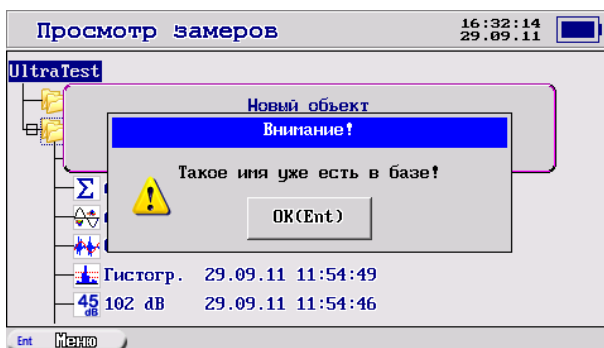 Просмотр замеров
16:32:14
29.09.11
UltraTest
Новый объект
Внимание!
Такое имя уже есть в базе!
OK(Ent)
Гистогр. 29.09.11 11:54:49
45 dB 102 dB 29.09.11 11:54:46
Ent Меню